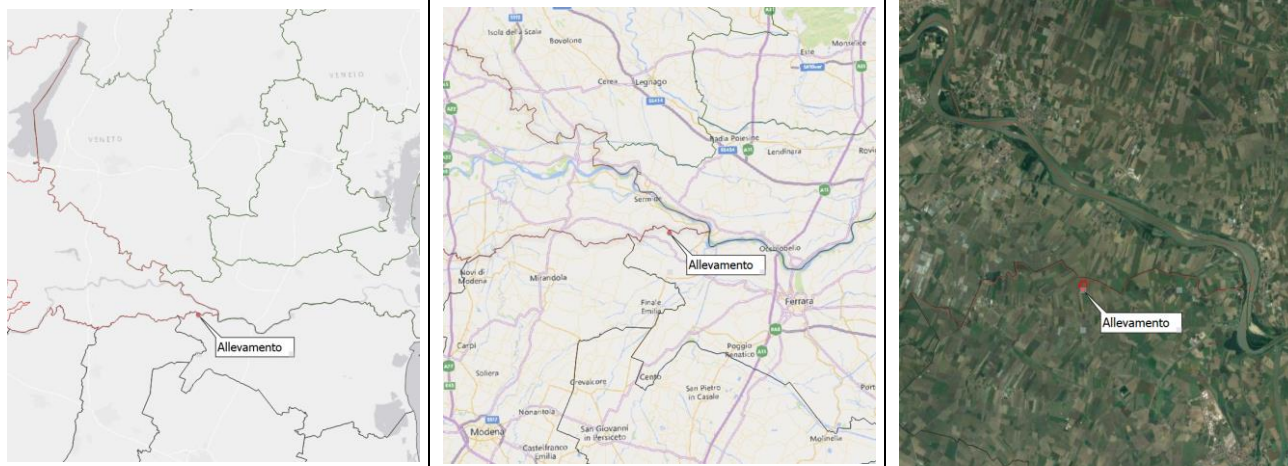 VENETO
VENETO
Allevamento
Isola della Scala
Bovolone
Monselice
Este
Cerea
Legnago
SS434
Badia Polesine
Lendinara
Sermide
Occhiobello
Allevamento
Novi di
Modena
Mirandola
Finale
Emilia
Ferrara
Carpi
Poggio
Renatico
Soliera
Crevalcore
Cento
San Pietro
in Casale
Nonantola
Modena
San Giovanni
in Persiceto
Castelfranco
Emilia
Molinella
A13
Allevamento